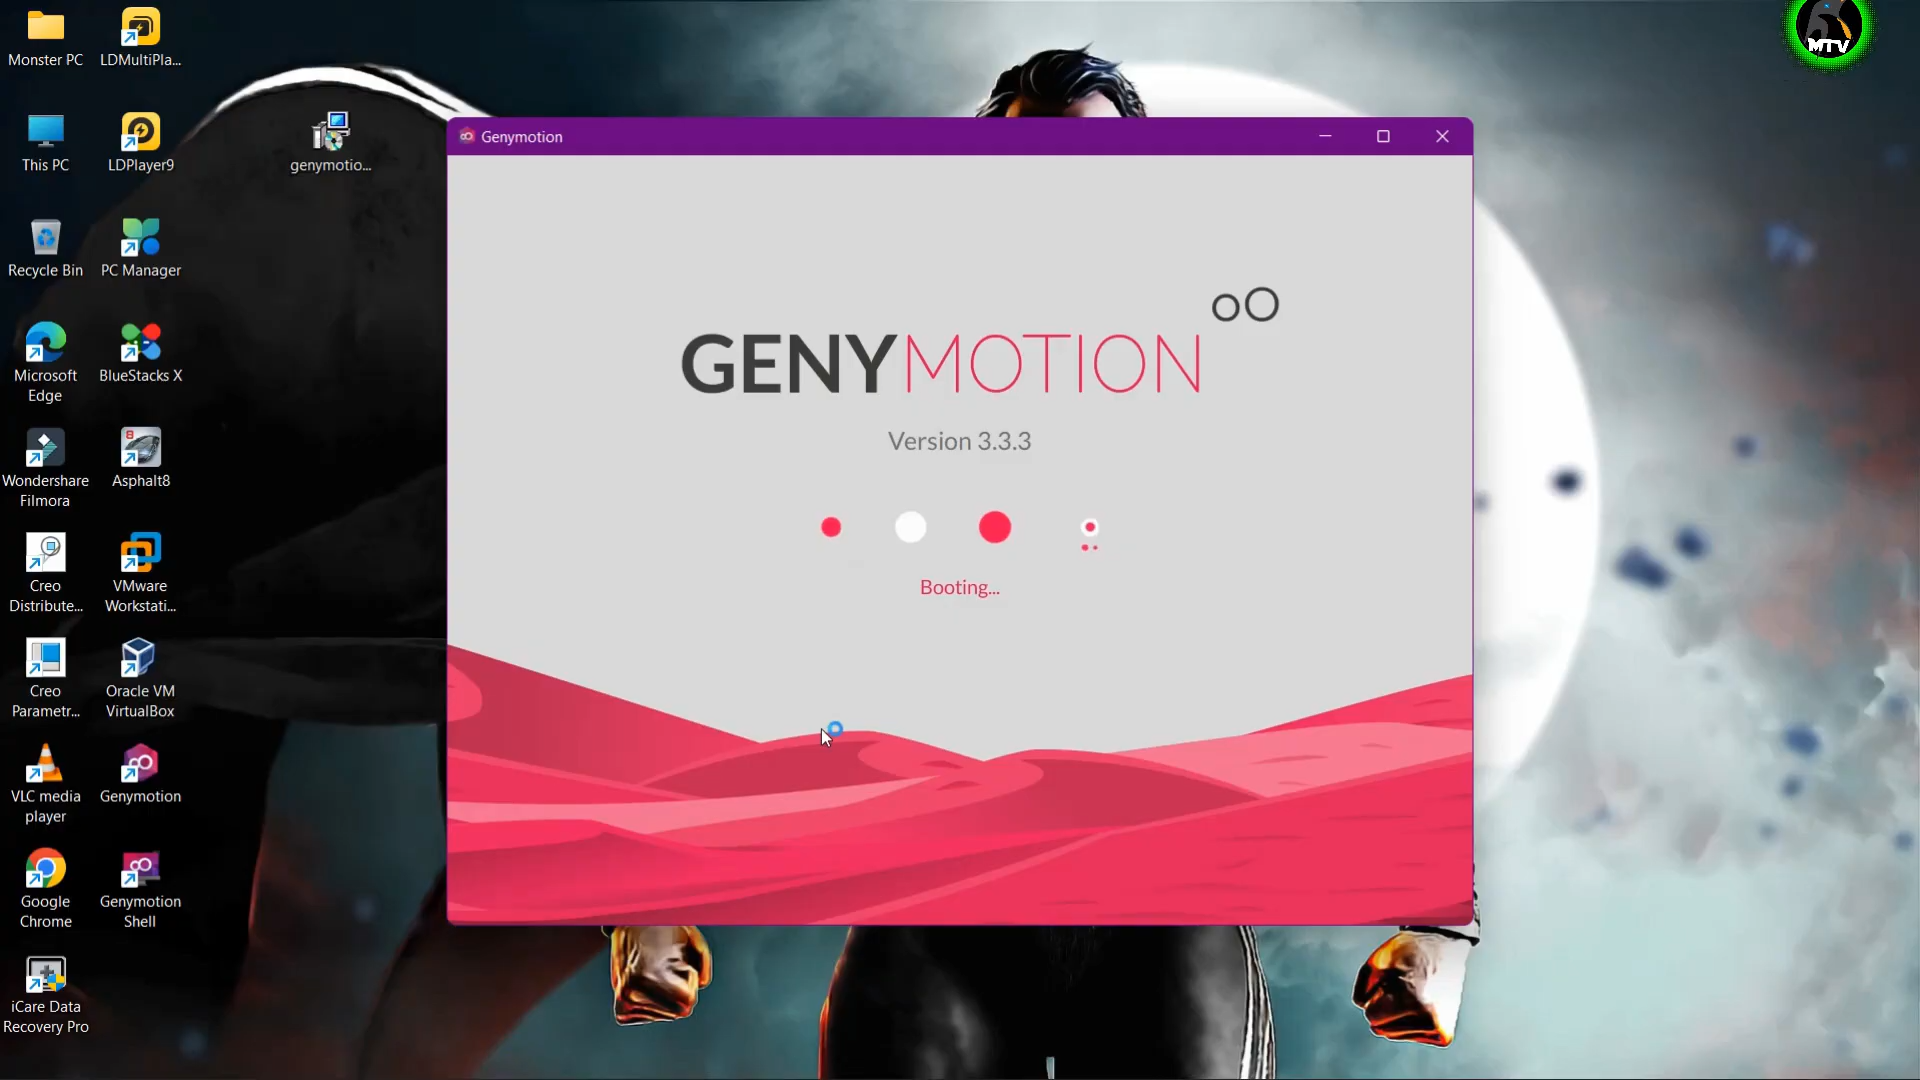 Monster PC
LDMultiPla...
This PC
LDPlayer9
genymotio...
Recycle Bin
PC Manager
Microsoft
Edge
BlueStacks X
Wondershare
Filmora
Asphalt8
Creo
Distribute...
VMware
Workstati...
Creo
Parametr...
Oracle VM
VirtualBox
VLC media
player
Genymotion
Google
Chrome
Genymotion
Shell
iCare Data
Recovery Pro
Genymotion
GENYMOTION
Version 3.3.3
Booting...
MTV